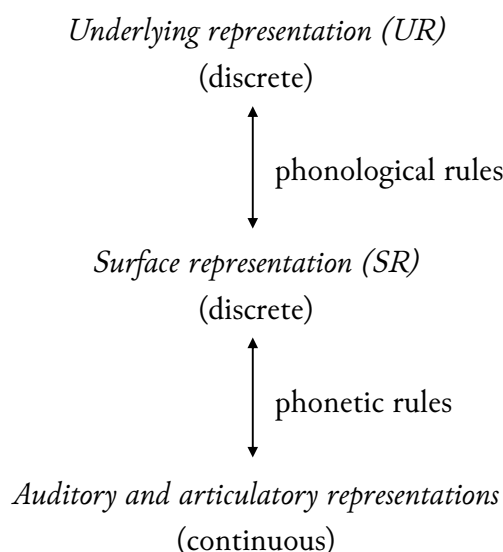 Underlying representation (UR)
(discrete)
phonological rules
Surface representation (SR)
(discrete)
phonetic rules
Auditory and articulatory representations
(continuous)